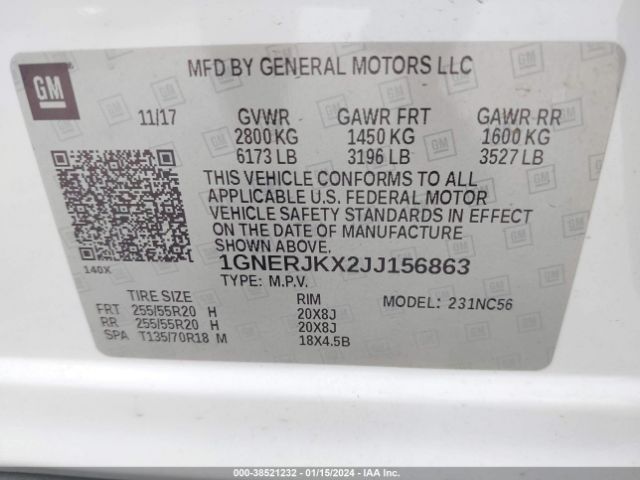 GM
MFD BY GENERAL MOTORS LLC
11/17 GVWR GAWR FRT GAWR RR
2800 KG 1450 KG 1600 KG
6173 LB 3196 LB 3527 LB
THIS VEHICLE CONFORMS TO ALL
APPLICABLE U.S. FEDERAL MOTOR
VEHICLE SAFETY STANDARDS IN EFFECT
ON THE DATE OF MANUFACTURE
SHOWN ABOVE.
140X
1GNERJKX2JJ156863
TYPE: M.P.V.
TIRE SIZE RIM MODEL: 231NC56
FRT 255/55R20 H 20X8J
RR 255/55R20 H 20X8J
SPA T135/70R18 M 18X4.5B
000-38521232 - 01/15/2024 - IAAI.COM